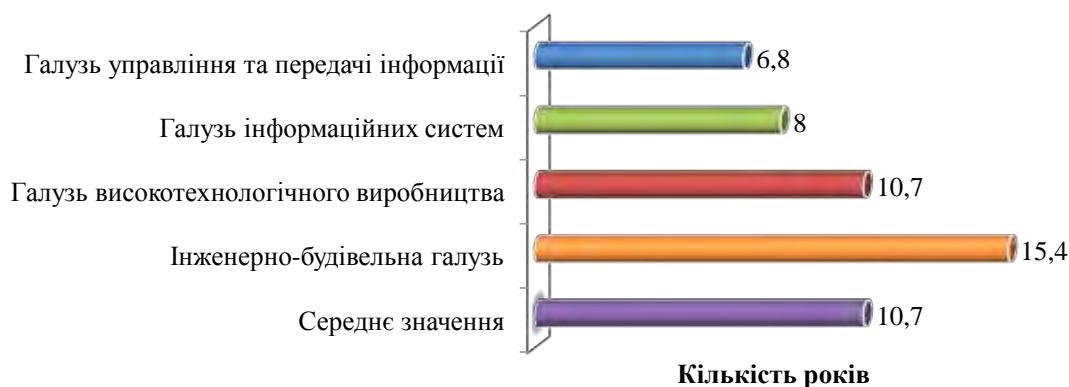 Галузь управління та передачі інформації
6,8
Галузь інформаційних систем
8
Галузь високотехнологічного виробництва
10,7
Інженерно-будівельна галузь
15,4
Середнє значення
10,7
Кількість років